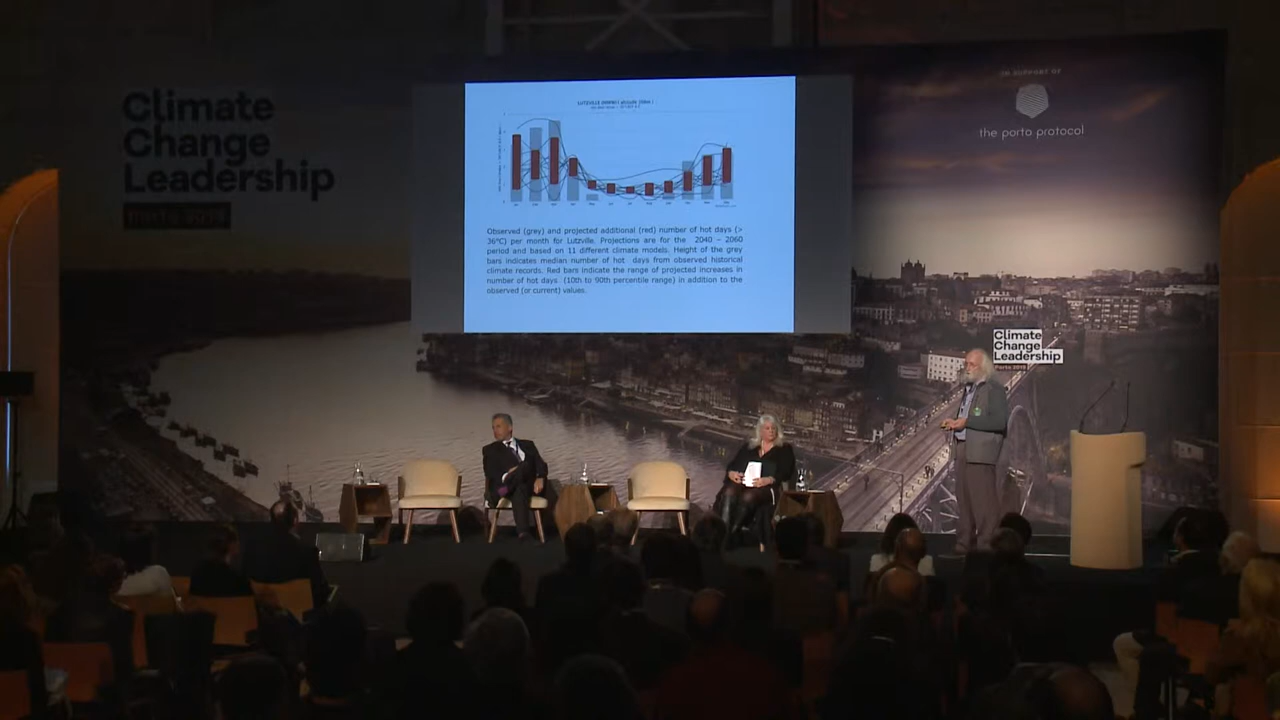 Climate
Change
Leadership
IN SUPPORT OF
the porto protocol
Observed (grey) and projected additional (red) number of hot days (>
36°C) per month for Lutzville. Projections are for the 2040 – 2060
period and based on 11 different climate models. Height of the grey
bars indicates median number of hot days from observed historical
climate records. Red bars indicate the range of projected increases in
number of hot days (10th to 90th percentile range) in addition to the
observed (or current) values.
Climate
Change
Leadership
Porto 2019